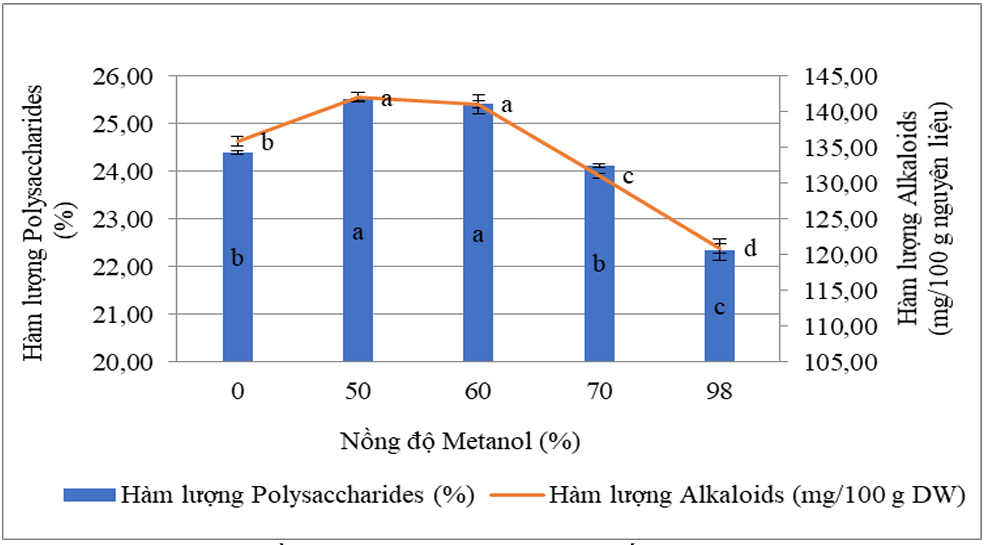 Hàm lượng Polysaccharides
(%)
26,00
25,00
24,00
23,00
22,00
21,00
20,00
145,00
140,00
135,00
130,00
125,00
120,00
115,00
110,00
105,00
Hàm lượng Alkaloids
(mg/100 g nguyên liệu)
b
a
a
c
d
b
a
a
b
c
0 50 60 70 98
Nồng độ Metanol (%)
Hàm lượng Polysaccharides (%) Hàm lượng Alkaloids (mg/100 g DW)